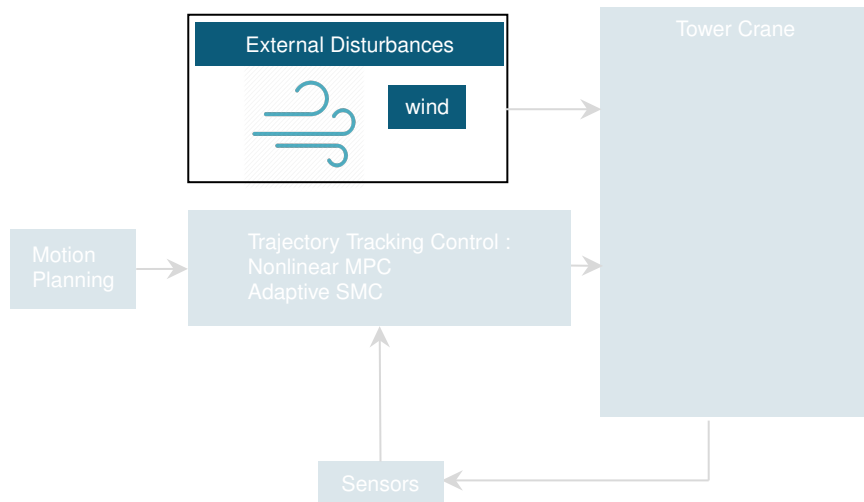 External Disturbances
wind
Tower Crane
Motion
Planning
Trajectory Tracking Control :
Nonlinear MPC
Adaptive SMC
Sensors